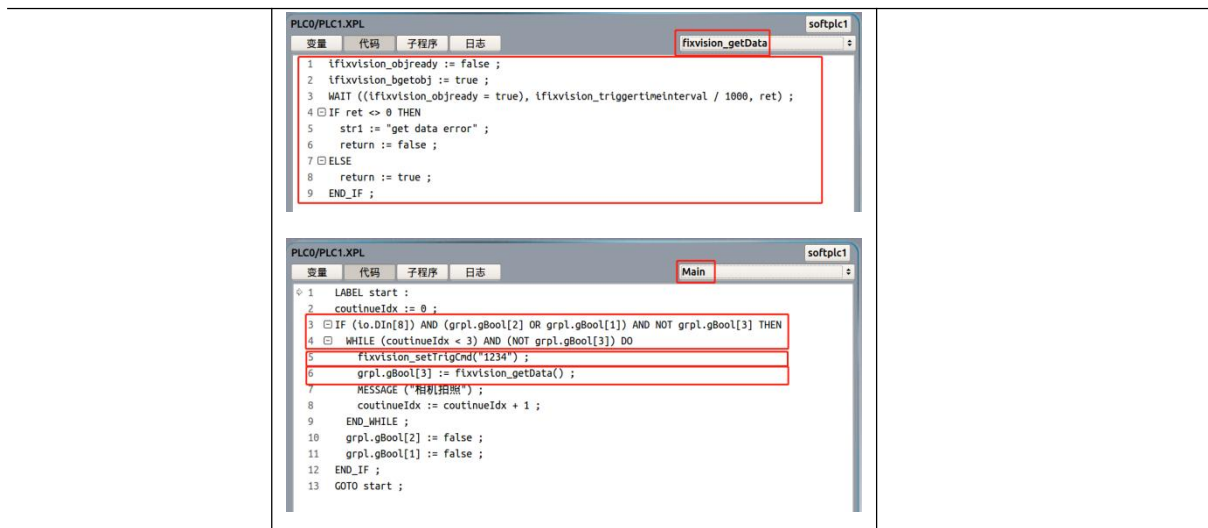 PLC0/PLC1.XPL softplc1
变量 代码 子程序 日志 fixvision_getData
1 ifixvision_objready := false ;
2 ifixvision_bgetobj := true ;
3 WAIT ((ifixvision_objready = true), ifixvision_triggertimeinterval / 1000, ret) ;
4 IF ret <> 0 THEN
5 str1 := "get data error" ;
6 return := false ;
7 ELSE
8 return := true ;
9 END_IF ;
PLC0/PLC1.XPL softplc1
变量 代码 子程序 日志 Main
1 LABEL start :
2 coutinueIdx := 0 ;
3 IF (io.DIn[8]) AND (grpl.gBool[2] OR grpl.gBool[1]) AND NOT grpl.gBool[3] THEN
4 WHILE (coutinueIdx < 3) AND (NOT grpl.gBool[3]) DO
5 fixvision_setTrigCmd("1234") ;
6 grpl.gBool[3] := fixvision_getData() ;
7 MESSAGE ("相机拍照") ;
8 coutinueIdx := coutinueIdx + 1 ;
9 END_WHILE ;
10 grpl.gBool[2] := false ;
11 grpl.gBool[1] := false ;
12 END_IF ;
13 GOTO start ;